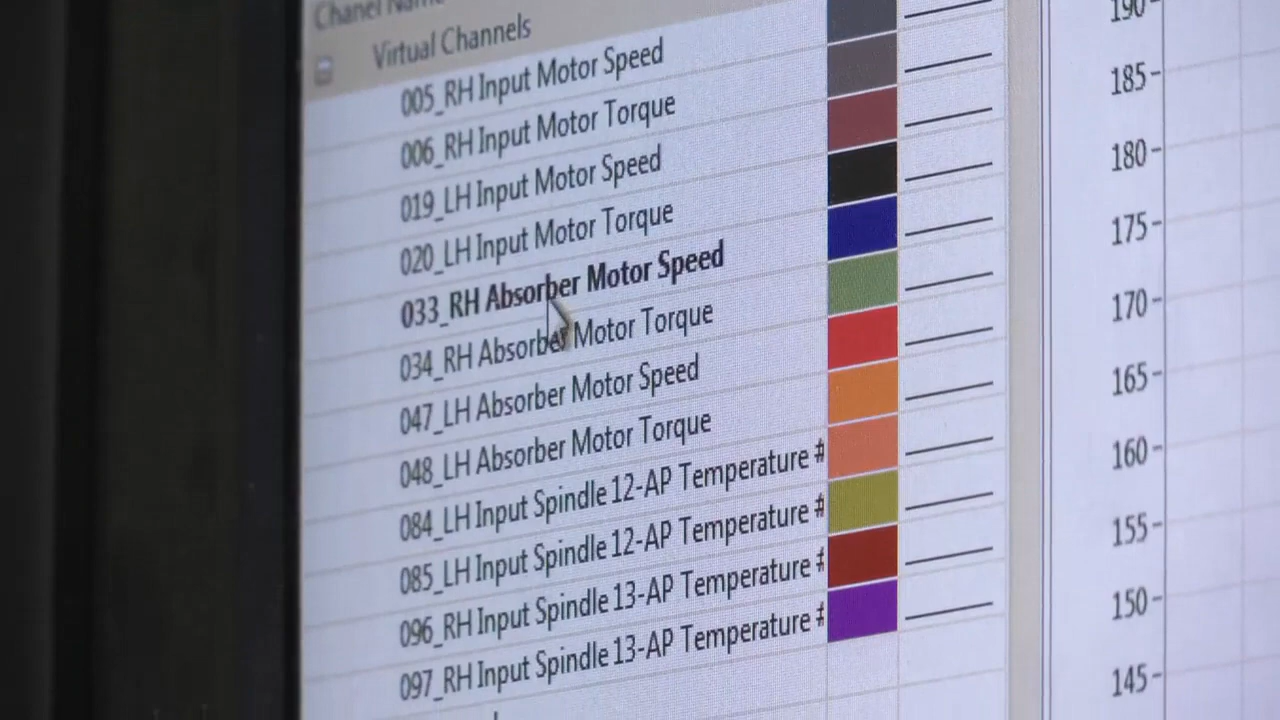 Chanel Name
Virtual Channels
005_RH Input Motor Speed
006_RH Input Motor Torque
019_LH Input Motor Speed
020_LH Input Motor Torque
033_RH Absorber Motor Speed
034_RH Absorber Motor Torque
047_LH Absorber Motor Speed
048_LH Absorber Motor Torque
084_LH Input Spindle 12-AP Temperature #
085_LH Input Spindle 12-AP Temperature #
096_RH Input Spindle 13-AP Temperature #
097_RH Input Spindle 13-AP Temperature #
190
185
180
175
170
165
160
155
150
145